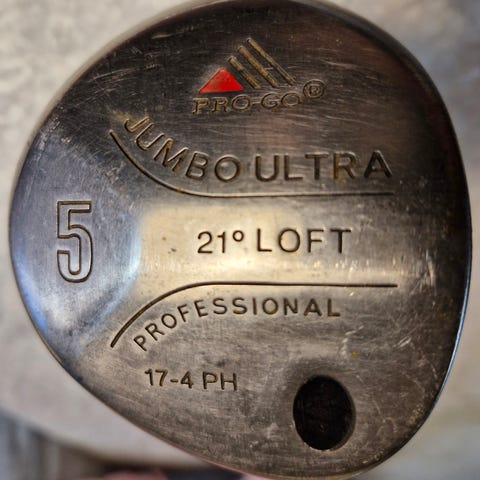 PRO-GO®
JUMBO ULTRA
5
21° LOFT
PROFESSIONAL
17-4 PH